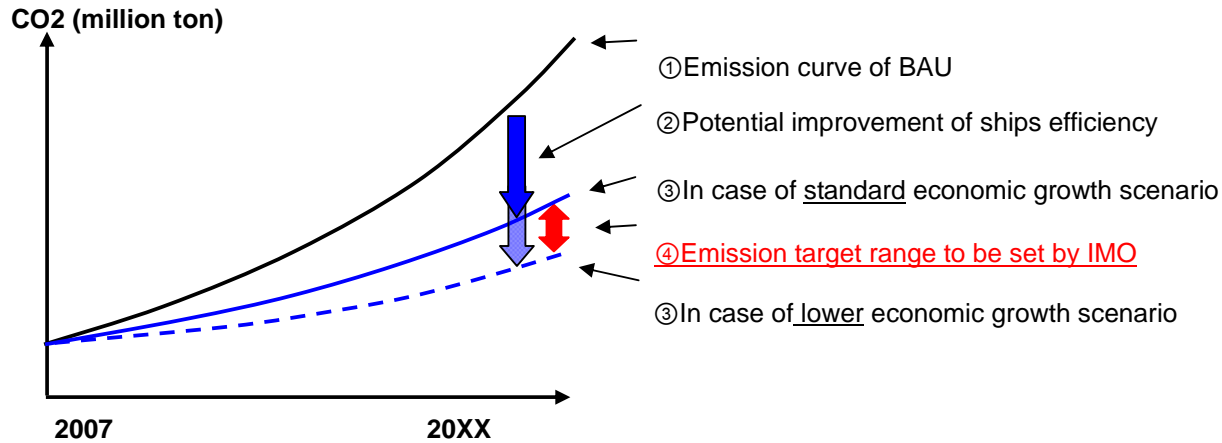 CO2 (million ton)
①Emission curve of BAU
②Potential improvement of ships efficiency
③In case of standard economic growth scenario
④Emission target range to be set by IMO
③In case of lower economic growth scenario
2007 20XX